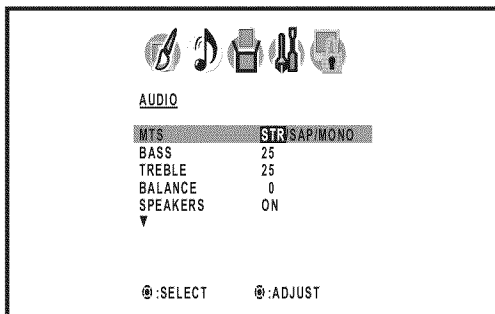 AUDIO
MTS STR/SAP/MONO
BASS 25
TREBLE 25
BALANCE 0
SPEAKERS ON
▼
:SELECT :ADJUST